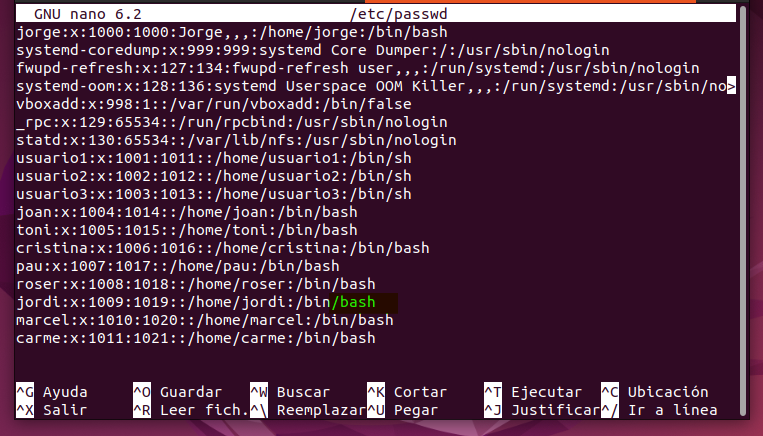 GNU nano 6.2 /etc/passwd
jorge:x:1000:1000:Jorge,,,:/home/jorge:/bin/bash
systemd-coredump:x:999:999:systemd Core Dumper:/:/usr/sbin/nologin
fwupd-refresh:x:127:134:fwupd-refresh user,,,:/run/systemd:/usr/sbin/nologin
systemd-oom:x:128:136:systemd Userspace OOM Killer,,,:/run/systemd:/usr/sbin/no>
vboxadd:x:998:1::/var/run/vboxadd:/bin/false
_rpc:x:129:65534::/run/rpcbind:/usr/sbin/nologin
statd:x:130:65534::/var/lib/nfs:/usr/sbin/nologin
usuario1:x:1001:1011::/home/usuario1:/bin/sh
usuario2:x:1002:1012::/home/usuario2:/bin/sh
usuario3:x:1003:1013::/home/usuario3:/bin/sh
joan:x:1004:1014::/home/joan:/bin/bash
toni:x:1005:1015::/home/toni:/bin/bash
cristina:x:1006:1016::/home/cristina:/bin/bash
pau:x:1007:1017::/home/pau:/bin/bash
roser:x:1008:1018::/home/roser:/bin/bash
jordi:x:1009:1019::/home/jordi:/bin/bash
marcel:x:1010:1020::/home/marcel:/bin/bash
carme:x:1011:1021::/home/carme:/bin/bash
^G Ayuda ^O Guardar ^W Buscar ^K Cortar ^T Ejecutar ^C Ubicación
^X Salir ^R Leer fich. ^\ Reemplazar ^U Pegar ^J Justificar ^/ Ir a línea